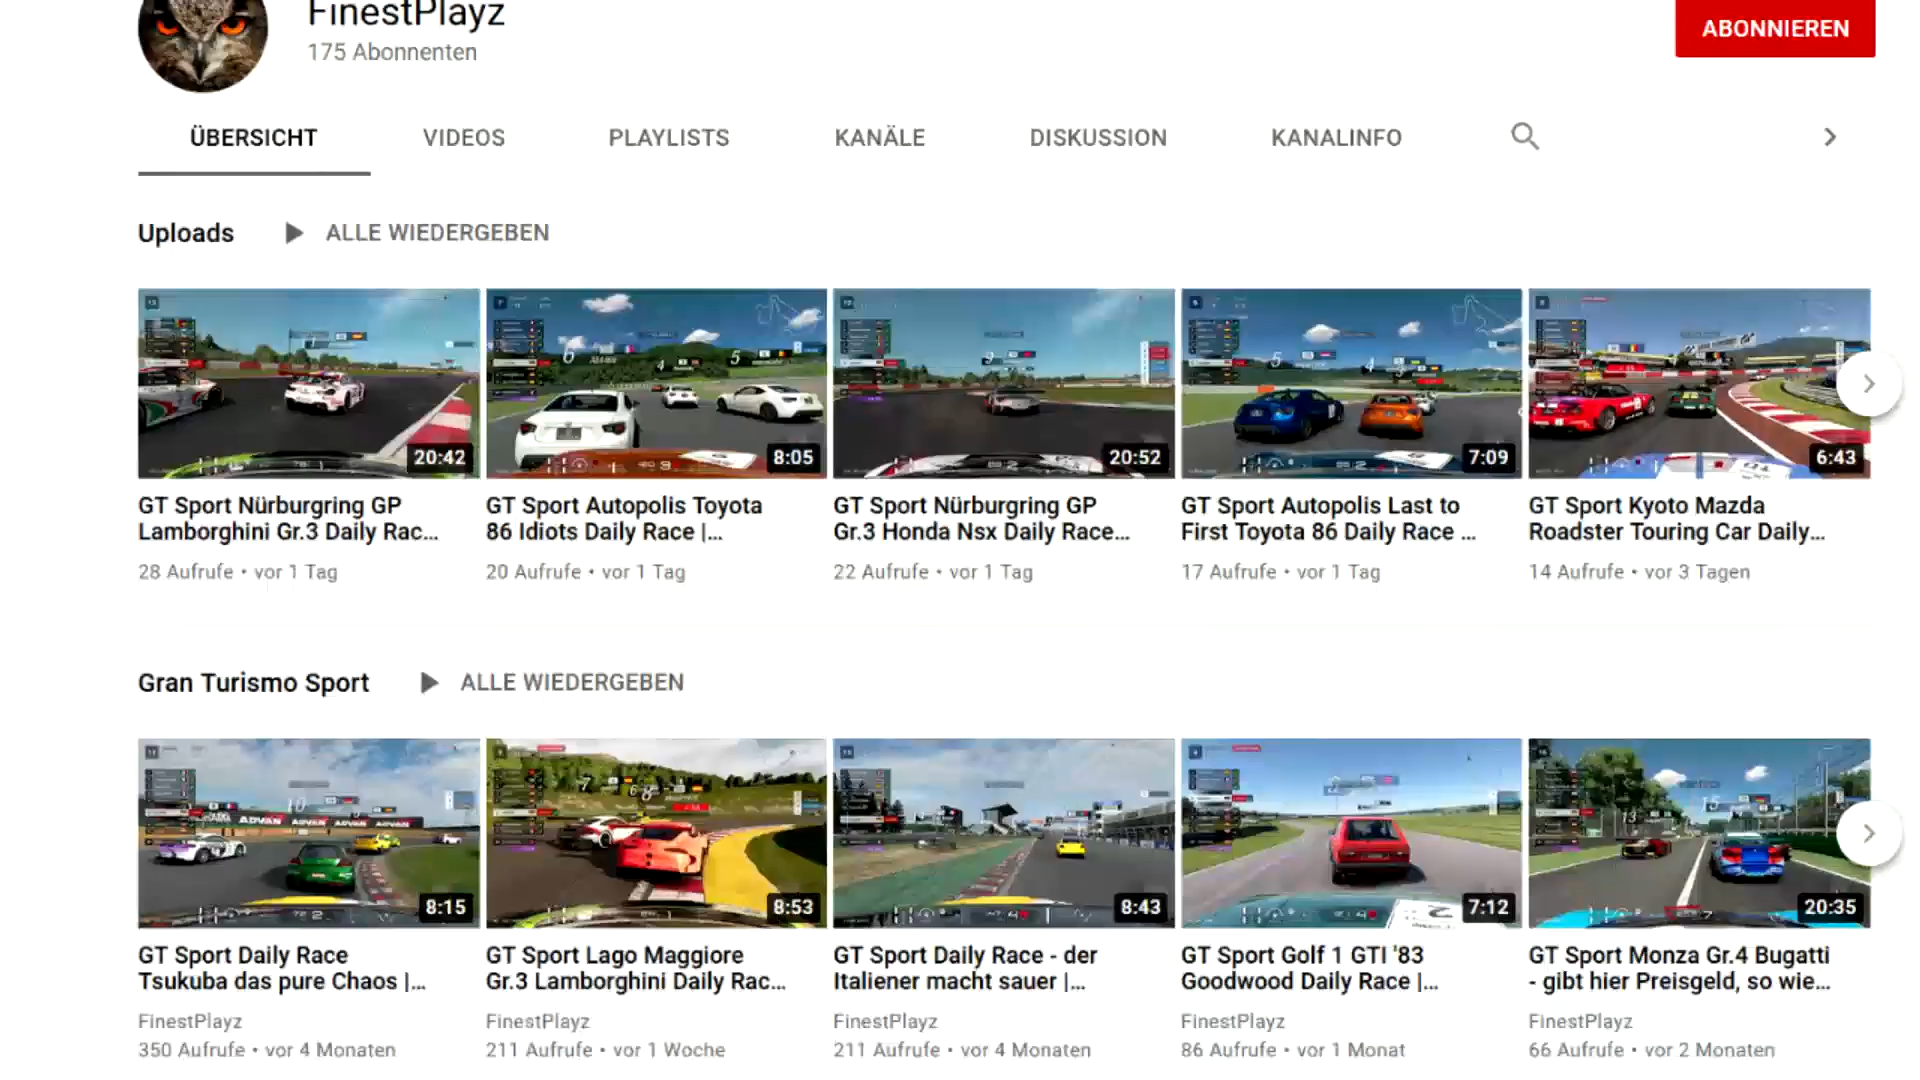 FinestPlayz
175 Abonnenten
ABONNIEREN
ÜBERSICHT
VIDEOS
PLAYLISTS
KANÄLE
DISKUSSION
KANALINFO
Uploads
ALLE WIEDERGEBEN
20:42
8:05
20:52
7:09
6:43
GT Sport Nürburgring GP
Lamborghini Gr.3 Daily Rac...
28 Aufrufe • vor 1 Tag
GT Sport Autopolis Toyota
86 Idiots Daily Race |...
20 Aufrufe • vor 1 Tag
GT Sport Nürburgring GP
Gr.3 Honda Nsx Daily Race...
22 Aufrufe • vor 1 Tag
GT Sport Autopolis Last to
First Toyota 86 Daily Race ...
17 Aufrufe • vor 1 Tag
GT Sport Kyoto Mazda
Roadster Touring Car Daily...
14 Aufrufe • vor 3 Tagen
Gran Turismo Sport
ALLE WIEDERGEBEN
ADVAN ADVAN ADVAN ADVAN
8:15
8:53
8:43
7:12
20:35
GT Sport Daily Race
Tsukuba das pure Chaos |...
FinestPlayz
350 Aufrufe • vor 4 Monaten
GT Sport Lago Maggiore
Gr.3 Lamborghini Daily Rac...
FinestPlayz
211 Aufrufe • vor 1 Woche
GT Sport Daily Race - der
Italiener macht sauer |...
FinestPlayz
211 Aufrufe • vor 4 Monaten
GT Sport Golf 1 GTI '83
Goodwood Daily Race |...
FinestPlayz
86 Aufrufe • vor 1 Monat
GT Sport Monza Gr.4 Bugatti
- gibt hier Preisgeld, so wie...
FinestPlayz
66 Aufrufe • vor 2 Monaten